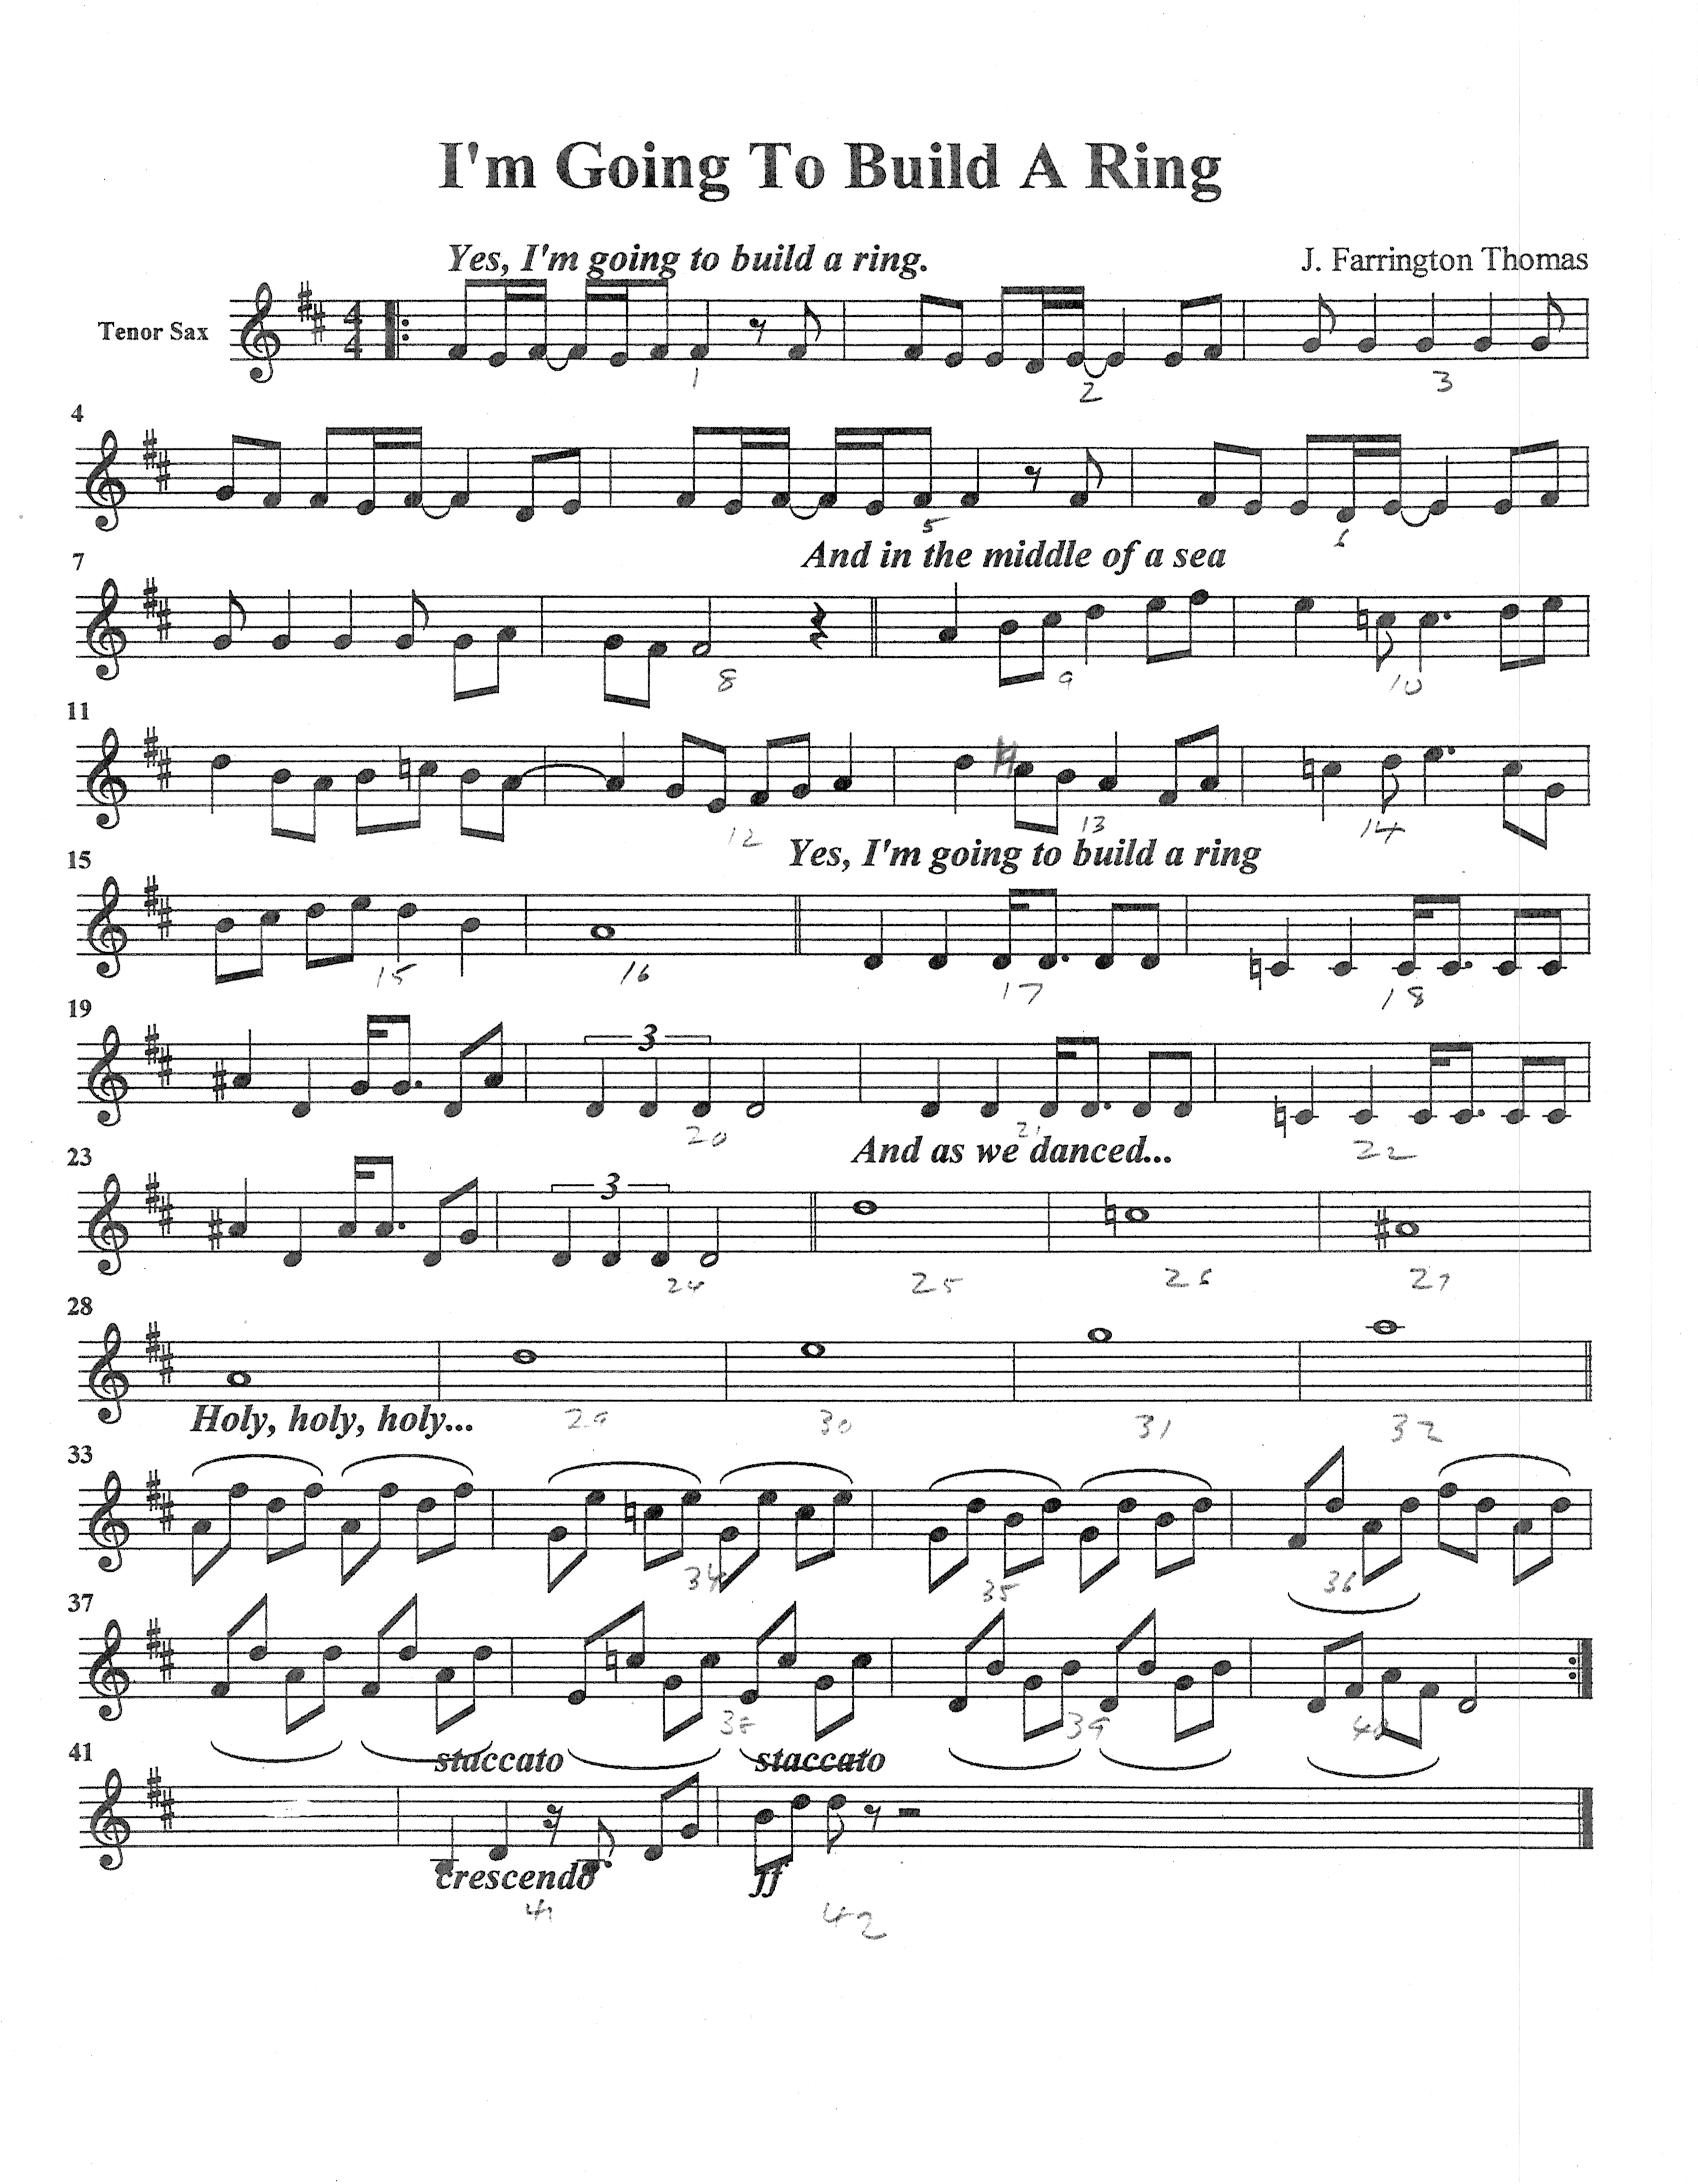 I'm Going To Build A Ring
Yes, I'm going to build a ring.
J. Farrington Thomas
Tenor Sax
4
4
1 2 3
4
5 6
And in the middle of a sea
7
8 9 10
11
12 13 14
Yes, I'm going to build a ring
15
15 16 17 18
19
3
20 21 22
And as we danced...
23
3
24 25 26 27
28
Holy, holy, holy...
29 30 31 32
33
34 35 36
37
38 39 40
staccato staccato
41
crescendo ff
41 42